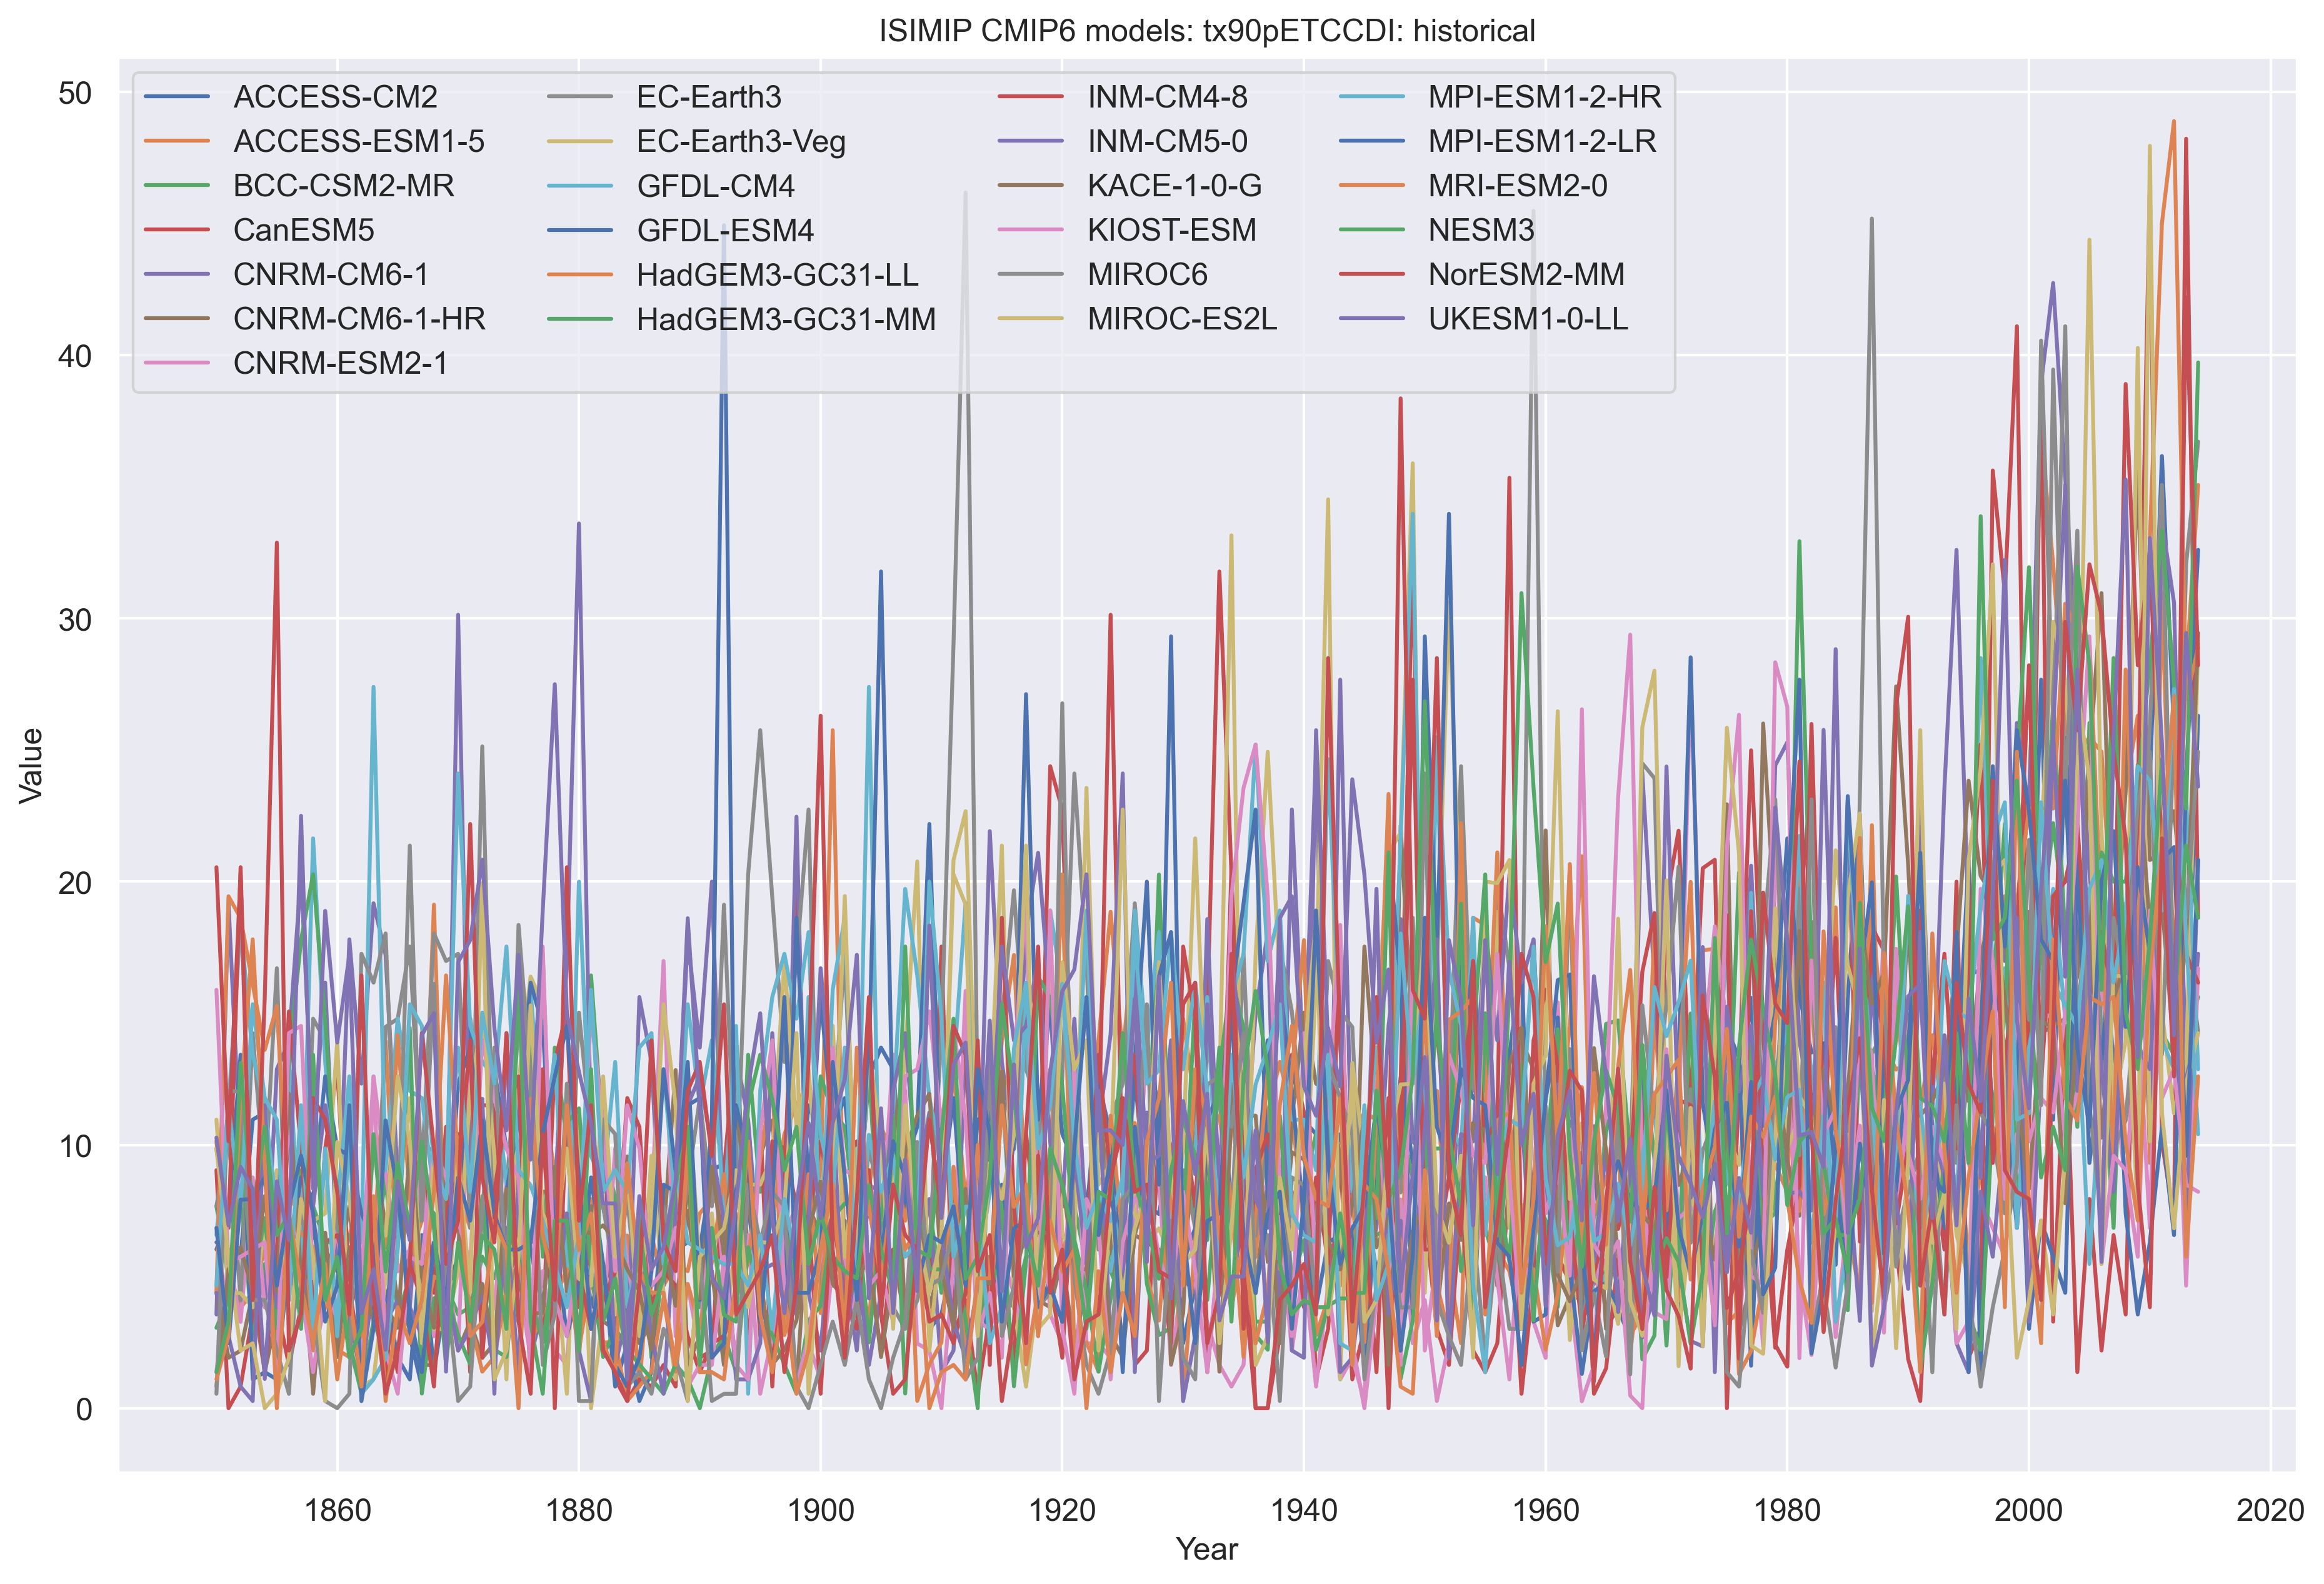 ISIMIP CMIP6 models: tx90pETCCDI: historical
ACCESS-CM2
ACCESS-ESM1-5
BCC-CSM2-MR
CanESM5
CNRM-CM6-1
CNRM-CM6-1-HR
CNRM-ESM2-1
EC-Earth3
EC-Earth3-Veg
GFDL-CM4
GFDL-ESM4
HadGEM3-GC31-LL
HadGEM3-GC31-MM
INM-CM4-8
INM-CM5-0
KACE-1-0-G
KIOST-ESM
MIROC6
MIROC-ES2L
MPI-ESM1-2-HR
MPI-ESM1-2-LR
MRI-ESM2-0
NESM3
NorESM2-MM
UKESM1-0-LL
50
40
30
20
10
0
Value
1860 1880 1900 1920 1940 1960 1980 2000 2020
Year